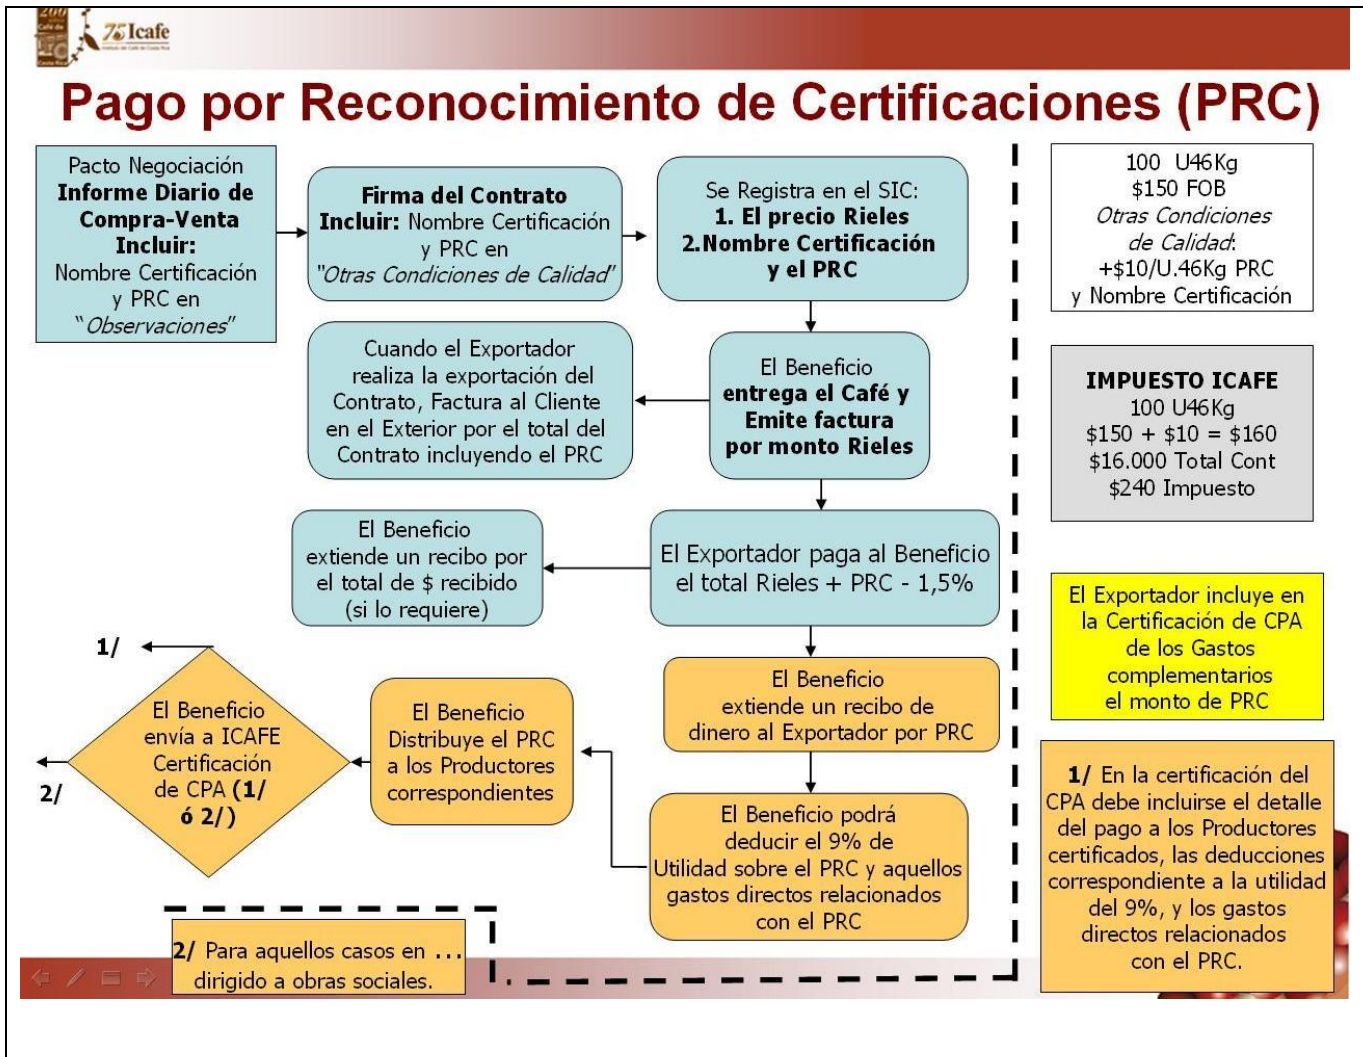 200
Café de
Costa Rica
75 Icafe
Instituto del Café de Costa Rica
Pago por Reconocimiento de Certificaciones (PRC)
Pacto Negociación
Informe Diario de
Compra-Venta
Incluir:
Nombre Certificación
y PRC en
“Observaciones”
Firma del Contrato
Incluir: Nombre Certificación
y PRC en
“Otras Condiciones de Calidad”
Se Registra en el SIC:
1. El precio Rieles
2.Nombre Certificación
y el PRC
Cuando el Exportador
realiza la exportación del
Contrato, Factura al Cliente
en el Exterior por el total del
Contrato incluyendo el PRC
El Beneficio
entrega el Café y
Emite factura
por monto Rieles
El Beneficio
extiende un recibo por
el total de $ recibido
(si lo requiere)
El Exportador paga al Beneficio
el total Rieles + PRC - 1,5%
El Beneficio
extiende un recibo de
dinero al Exportador por PRC
El Beneficio podrá
deducir el 9% de
Utilidad sobre el PRC y aquellos
gastos directos relacionados
con el PRC
El Beneficio
Distribuye el PRC
a los Productores
correspondientes
El Beneficio
envía a ICAFE
Certificación
de CPA (1/
ó 2/)
1/
2/
2/ Para aquellos casos en ...
dirigido a obras sociales.
100 U46Kg
$150 FOB
Otras Condiciones
de Calidad:
+$10/U.46Kg PRC
y Nombre Certificación
IMPUESTO ICAFE
100 U46Kg
$150 + $10 = $160
$16.000 Total Cont
$240 Impuesto
El Exportador incluye en
la Certificación de CPA
de los Gastos
complementarios
el monto de PRC
1/ En la certificación del
CPA debe incluirse el detalle
del pago a los Productores
certificados, las deducciones
correspondiente a la utilidad
del 9%, y los gastos
directos relacionados
con el PRC.